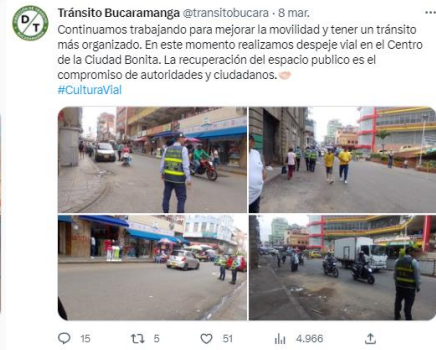 Tránsito Bucaramanga @transitobucara · 8 mar.
Continuamos trabajando para mejorar la movilidad y tener un tránsito
más organizado. En este momento realizamos despeje vial en el Centro
de la Ciudad Bonita. La recuperación del espacio publico es el
compromiso de autoridades y ciudadanos.🤝🏻
#CulturaVial
15 5 51 4.966